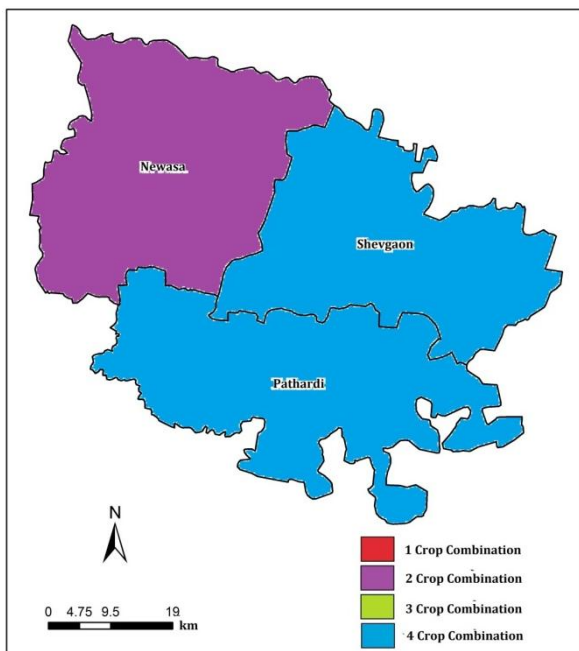 Newasa
Shevgaon
Pathardi
N
0 4.75 9.5 19
km
1 Crop Combination
2 Crop Combination
3 Crop Combination
4 Crop Combination